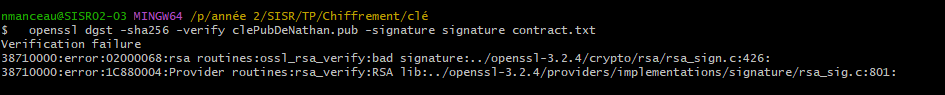 nmanceau@SISR02-03 MINGW64 /p/année 2/SISR/TP/Chiffrement/clé
$   openssl dgst -sha256 -verify clePubDeNathan.pub -signature signature contract.txt
Verification failure
38710000:error:02000068:rsa routines:ossl_rsa_verify:bad signature:../openssl-3.2.4/crypto/rsa/rsa_sign.c:426:
38710000:error:1C880004:Provider routines:rsa_verify:RSA lib:../openssl-3.2.4/providers/implementations/signature/rsa_sig.c:801: